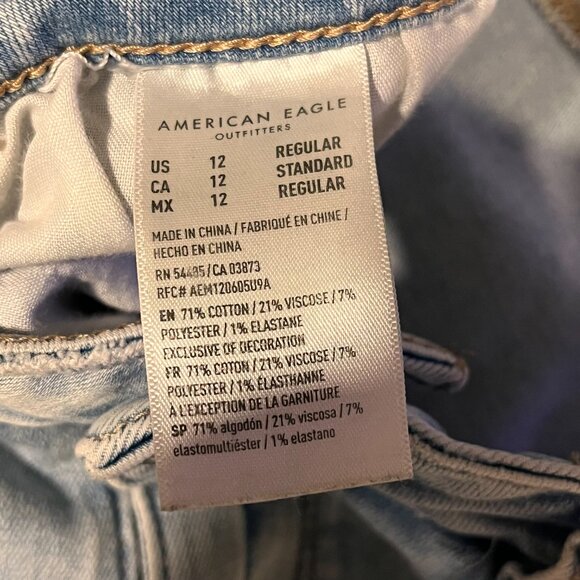 AMERICAN EAGLE
OUTFITTERS
US 12 REGULAR
CA 12 STANDARD
MX 12 REGULAR
MADE IN CHINA / FABRIQUÉ EN CHINE /
HECHO EN CHINA
RN 54485/CA 03873
RFC# AEM120605U9A
EN 71% COTTON / 21% VISCOSE / 7%
POLYESTER / 1% ELASTANE
EXCLUSIVE OF DECORATION
FR 71% COTON / 21% VISCOSE / 7%
POLYESTER / 1% ÉLASTHANNE
À L'EXCEPTION DE LA GARNITURE
SP 71% algodón / 21% viscosa / 7%
elastomultiéster / 1% elastano